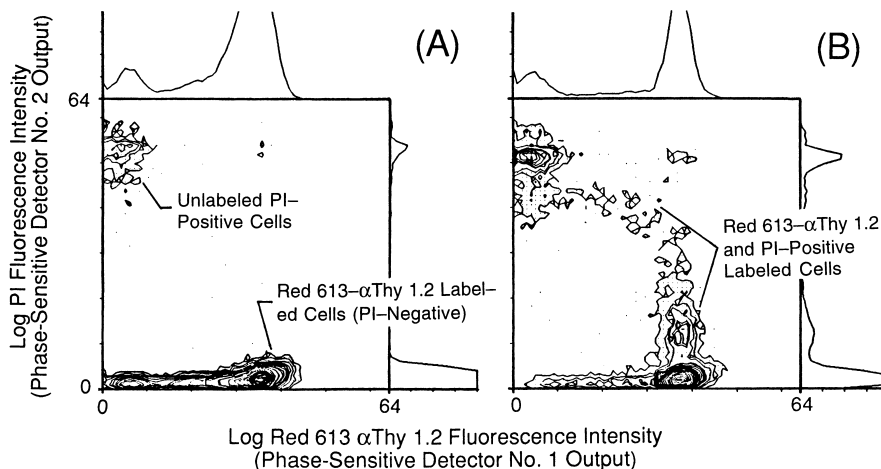 (A)
(B)
Log PI Fluorescence Intensity
(Phase-Sensitive Detector No. 2 Output)
64
Unlabeled PI–
Positive Cells
Red 613–αThy 1.2 Label–
ed Cells (PI–Negative)
Red 613–αThy 1.2
and PI–Positive
Labeled Cells
0
0
64
0
64
Log Red 613 αThy 1.2 Fluorescence Intensity
(Phase-Sensitive Detector No. 1 Output)